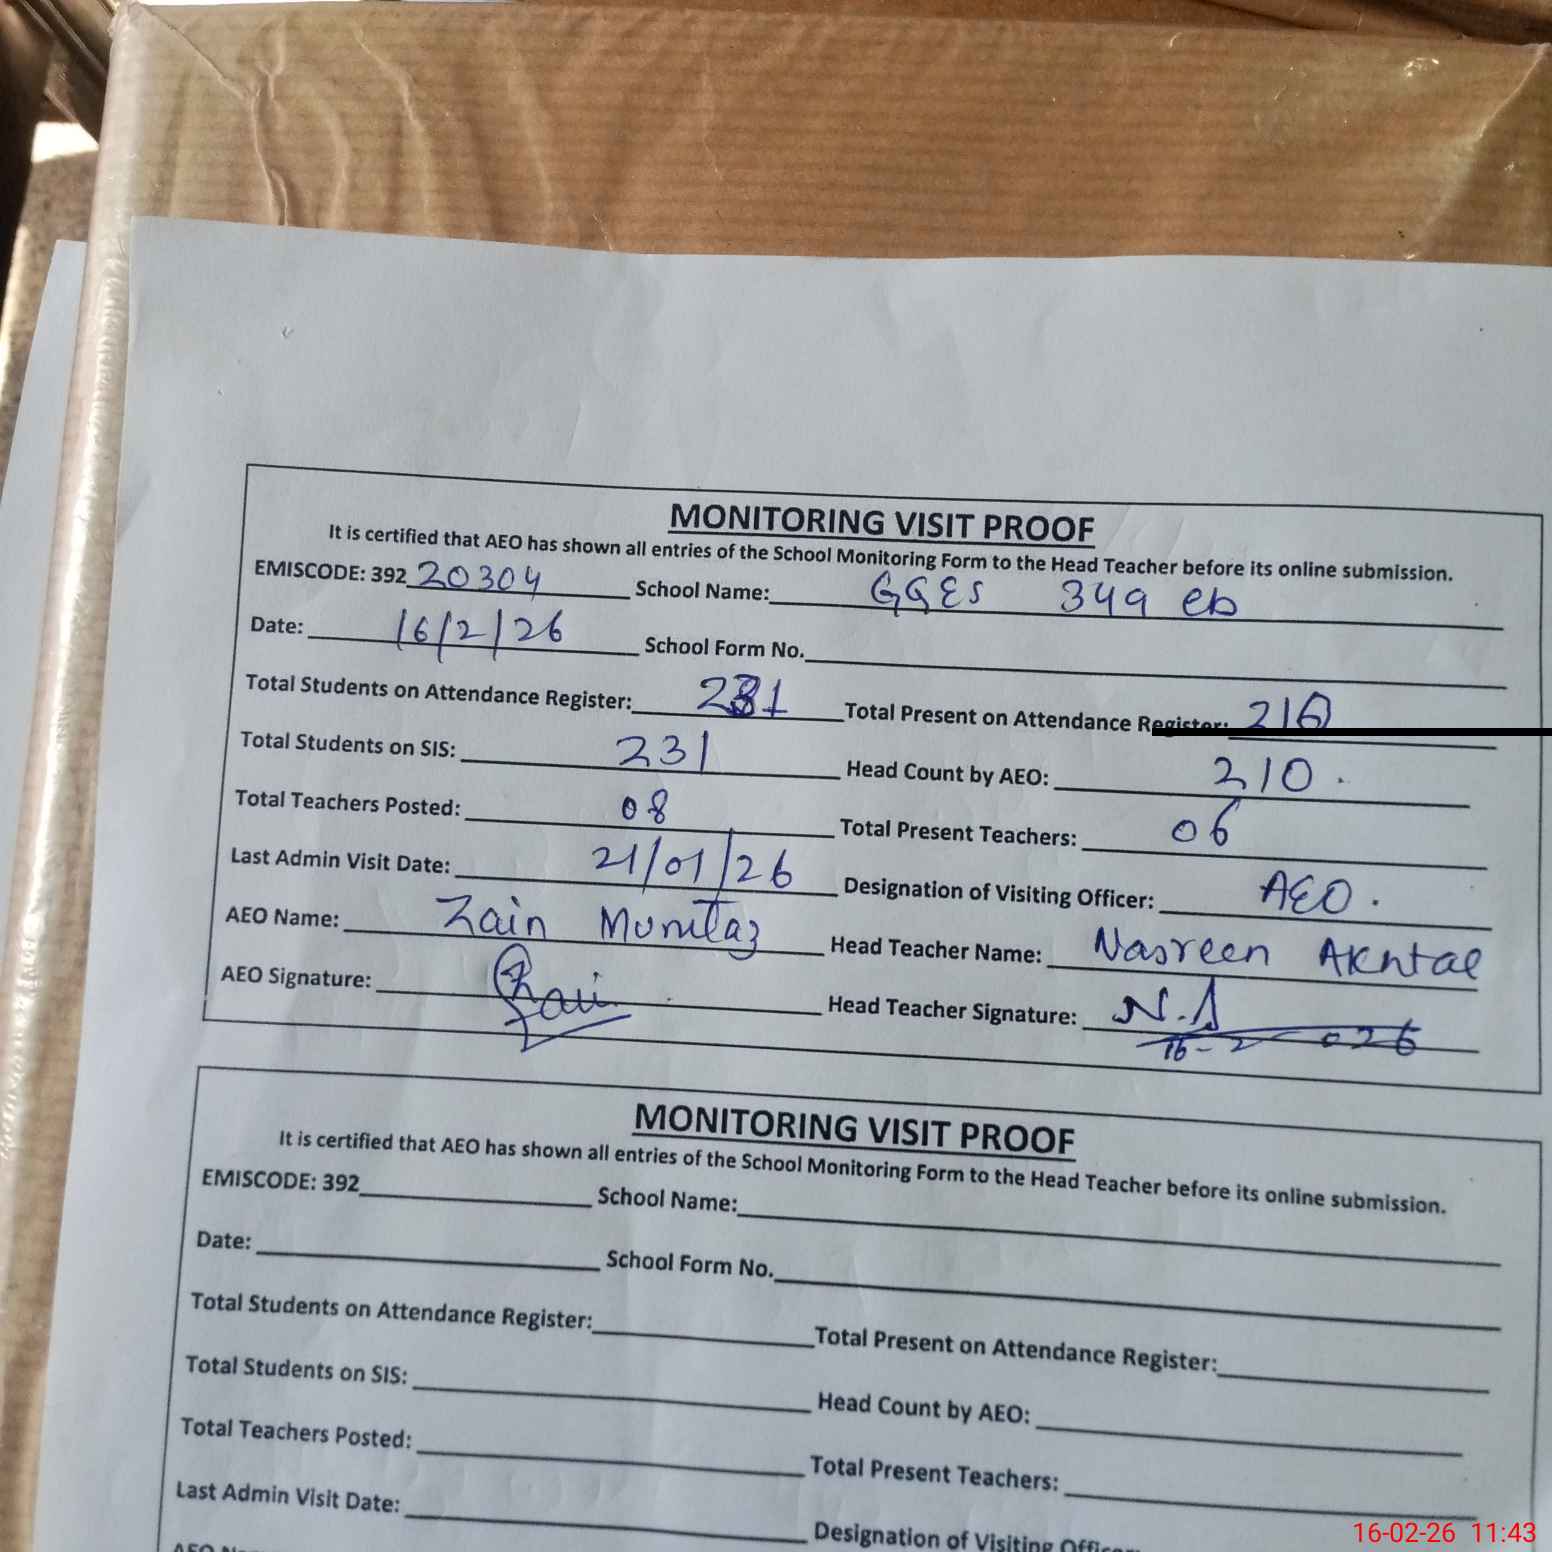 MONITORING VISIT PROOF
It is certified that AEO has shown all entries of the School Monitoring Form to the Head Teacher before its online submission.
EMISCODE: 392 20304 School Name: GGES 349 eb
Date: 16/2/26 School Form No.
Total Students on Attendance Register: 231 Total Present on Attendance Register: 210
Total Students on SIS: 231 Head Count by AEO: 210.
Total Teachers Posted: 08 Total Present Teachers: 06
Last Admin Visit Date: 21/01/26 Designation of Visiting Officer: AEO.
AEO Name: Zain Mumtaz Head Teacher Name: Nasreen Akhtar
AEO Signature: Head Teacher Signature: N.A
16-2 026
MONITORING VISIT PROOF
It is certified that AEO has shown all entries of the School Monitoring Form to the Head Teacher before its online submission.
EMISCODE: 392 School Name:
Date: School Form No.
Total Students on Attendance Register: Total Present on Attendance Register:
Total Students on SIS: Head Count by AEO:
Total Teachers Posted: Total Present Teachers:
Last Admin Visit Date: Designation of Visiting
16-02-26 11:43